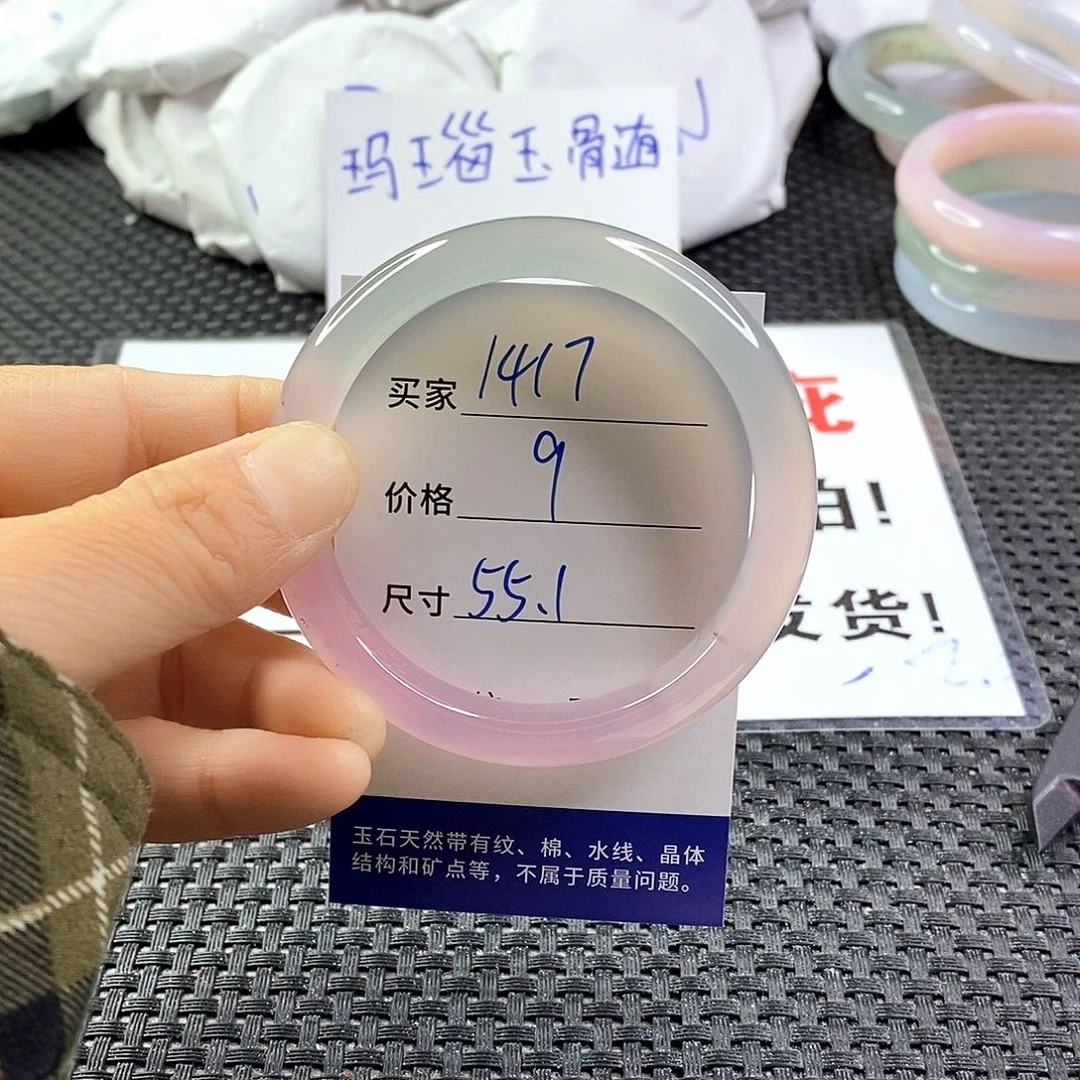 玛瑙玉骨髓
买家 1417
价格 9
尺寸 55.1
玉石天然带有纹、棉、水线、晶体
结构和矿点等，不属于质量问题。
拍!
发货!